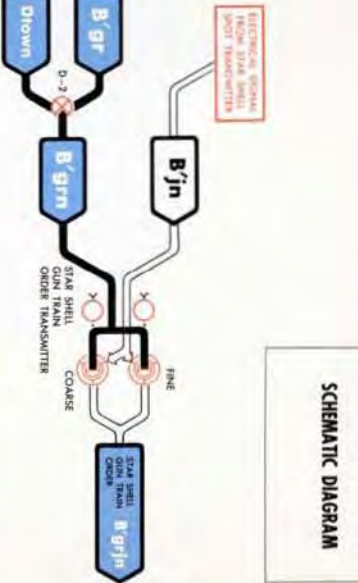 SCHEMATIC DIAGRAM
ELECTRICAL SIGNAL
FROM STAR SHELL
SPOT TRANSMITTER
B'jn
B'gr
Dtown
D-2
B'grn
STAR SHELL
GUN TRAIN
ORDER TRANSMITTER
Y
Y
FINE
COARSE
STAR SHELL
GUN TRAIN
ORDER
B'grjn